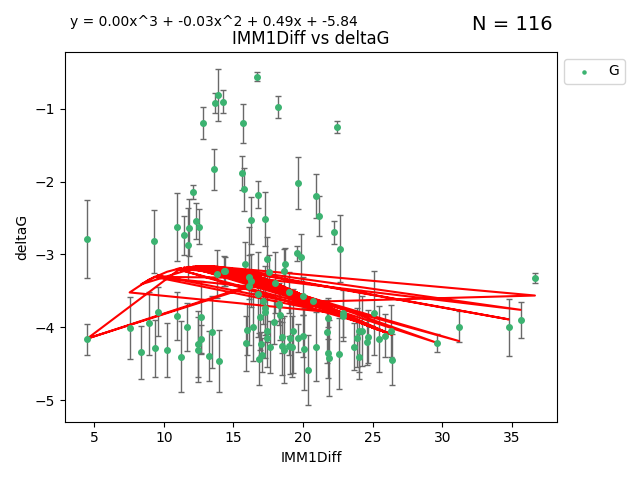 y = 0.00x^3 + -0.03x^2 + 0.49x + -5.84
N = 116
IMM1Diff vs deltaG
G
deltaG
−1
−2
−3
−4
−5
5 10 15 20 25 30 35
IMM1Diff